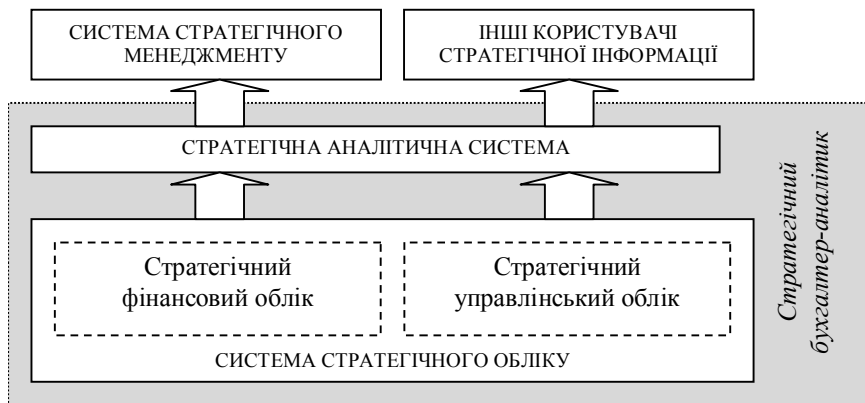 СИСТЕМА СТРАТЕГІЧНОГО
МЕНЕДЖМЕНТУ
ІНШІ КОРИСТУВАЧІ
СТРАТЕГІЧНОЇ ІНФОРМАЦІЇ
СТРАТЕГІЧНА АНАЛІТИЧНА СИСТЕМА
Стратегічний
фінансовий облік
Стратегічний
управлінський облік
СИСТЕМА СТРАТЕГІЧНОГО ОБЛІКУ
Стратегічний
бухгалтер-аналітик